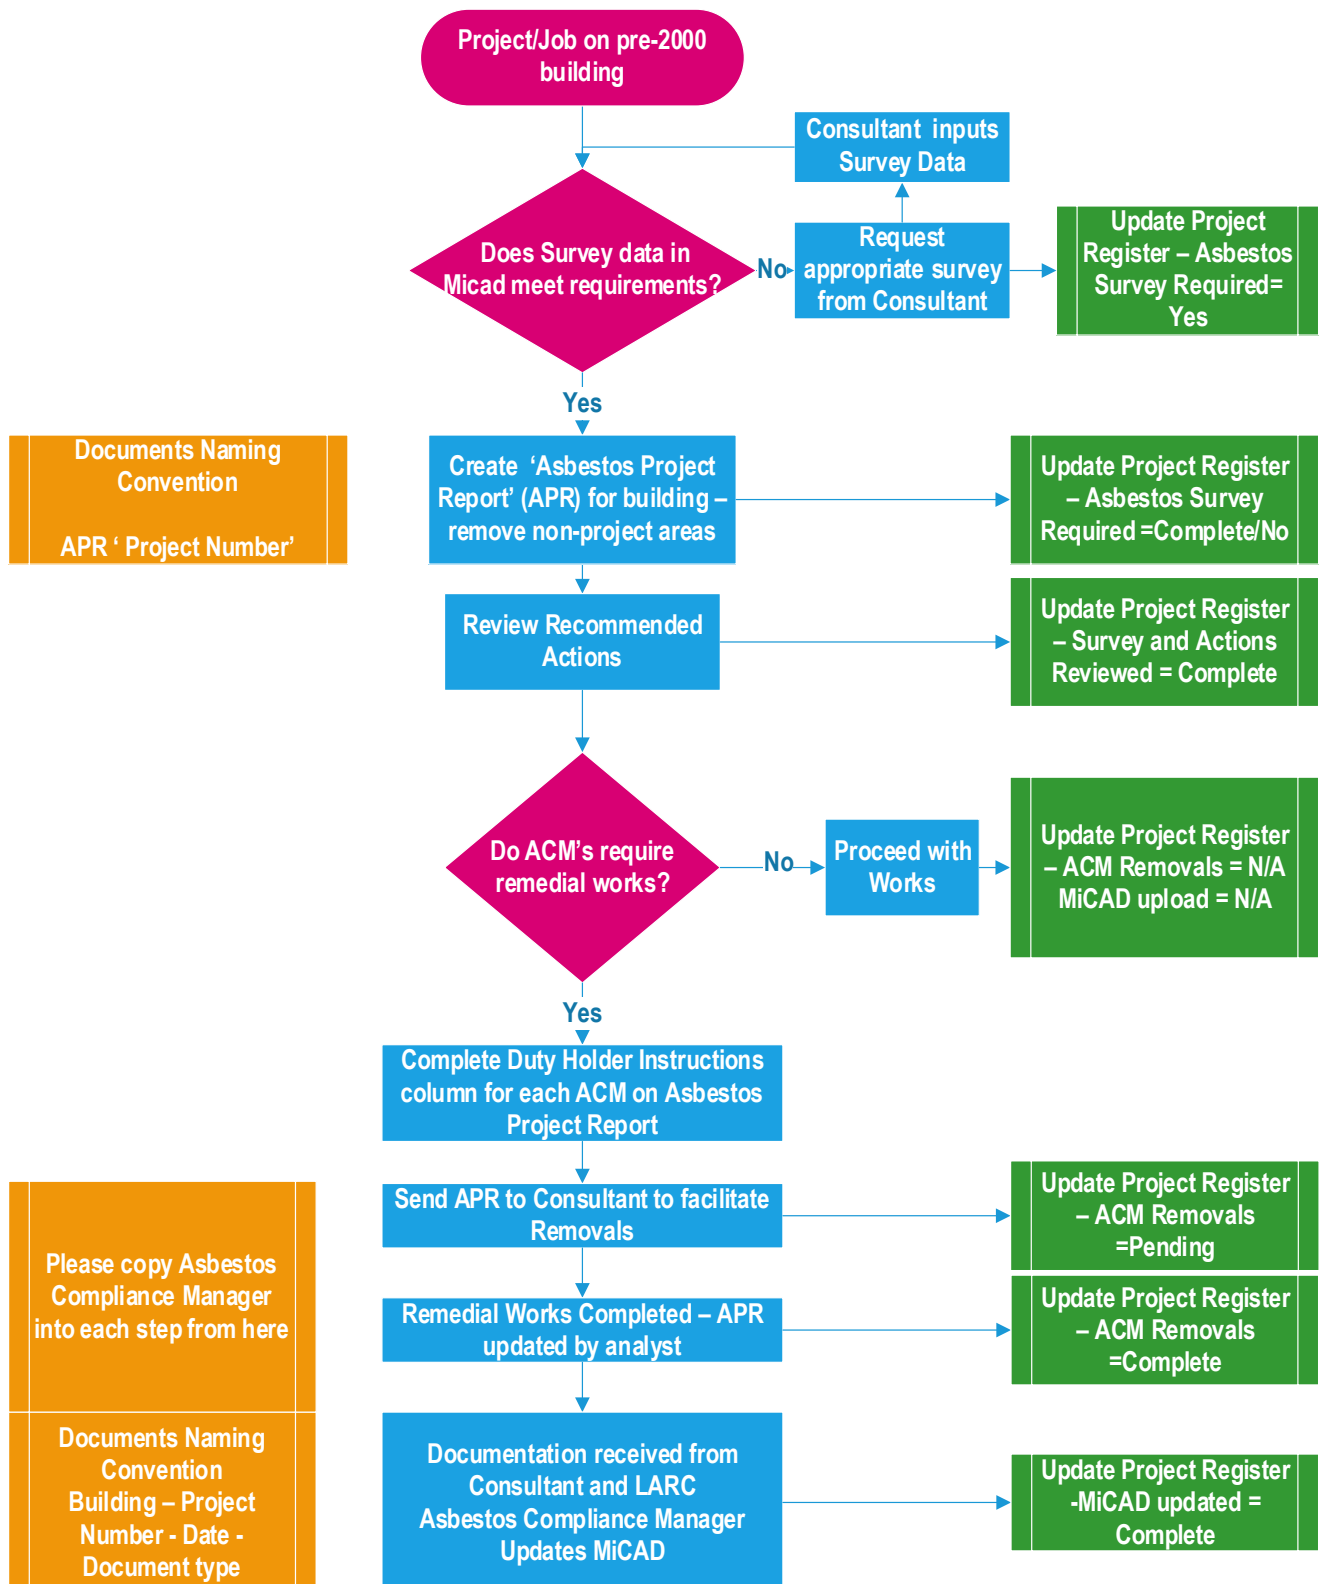 Project/Job on pre-2000
building
Consultant  inputs
Survey Data
Does Survey data in
Micad meet requirements?
No
Request
appropriate survey
from Consultant
Update Project
Register – Asbestos
Survey Required=
Yes
Yes
Documents Naming
Convention
APR ‘ Project Number’
Create  ‘Asbestos Project
Report’ (APR) for building –
remove non-project areas
Update Project Register
– Asbestos Survey
Required =Complete/No
Review Recommended
Actions
Update Project Register
– Survey and Actions
Reviewed = Complete
Do ACM’s require
remedial works?
No
Proceed with
Works
Update Project Register
– ACM Removals = N/A
MiCAD upload = N/A
Yes
Complete Duty Holder Instructions
column for each ACM on Asbestos
Project Report
Please copy Asbestos
Compliance Manager
into each step from here
Send APR to Consultant to facilitate
Removals
Update Project Register
– ACM Removals
=Pending
Remedial Works Completed – APR
updated by analyst
Update Project Register
– ACM Removals
=Complete
Documents Naming
Convention
Building – Project
Number - Date -
Document type
Documentation received from
Consultant and LARC
Asbestos Compliance Manager
Updates MiCAD
Update Project Register
-MiCAD updated =
Complete